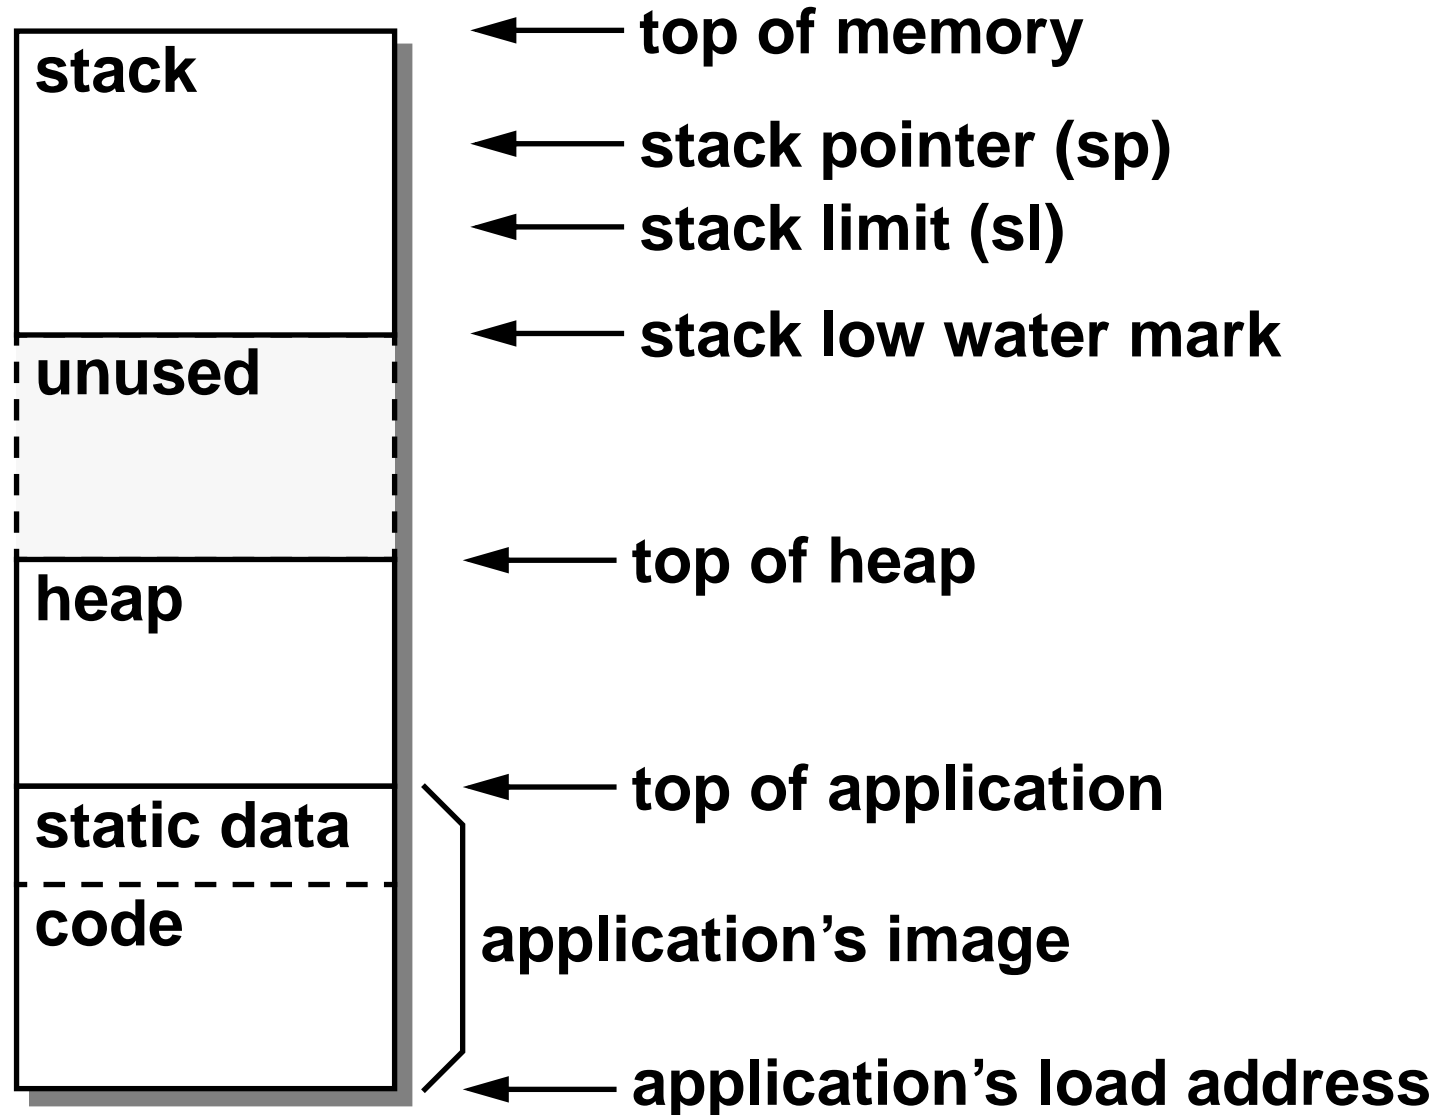 top of memory
stack
stack pointer (sp)
stack limit (sl)
stack low water mark
unused
top of heap
heap
top of application
static data
code
application’s image
application’s load address